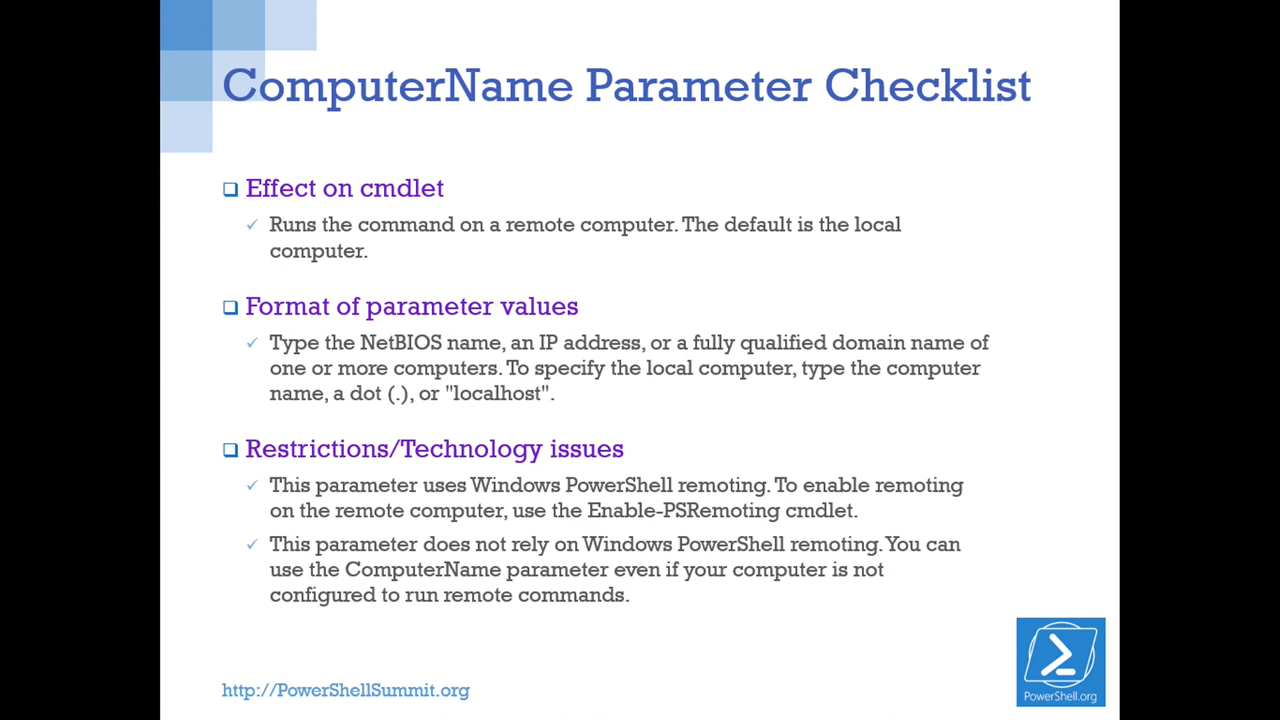 ComputerName Parameter Checklist
Effect on cmdlet
Runs the command on a remote computer. The default is the local
computer.
Format of parameter values
Type the NetBIOS name, an IP address, or a fully qualified domain name of
one or more computers. To specify the local computer, type the computer
name, a dot (.), or "localhost".
Restrictions/Technology issues
This parameter uses Windows PowerShell remoting. To enable remoting
on the remote computer, use the Enable-PSRemoting cmdlet.
This parameter does not rely on Windows PowerShell remoting. You can
use the ComputerName parameter even if your computer is not
configured to run remote commands.
http://PowerShellSummit.org
PowerShell.org